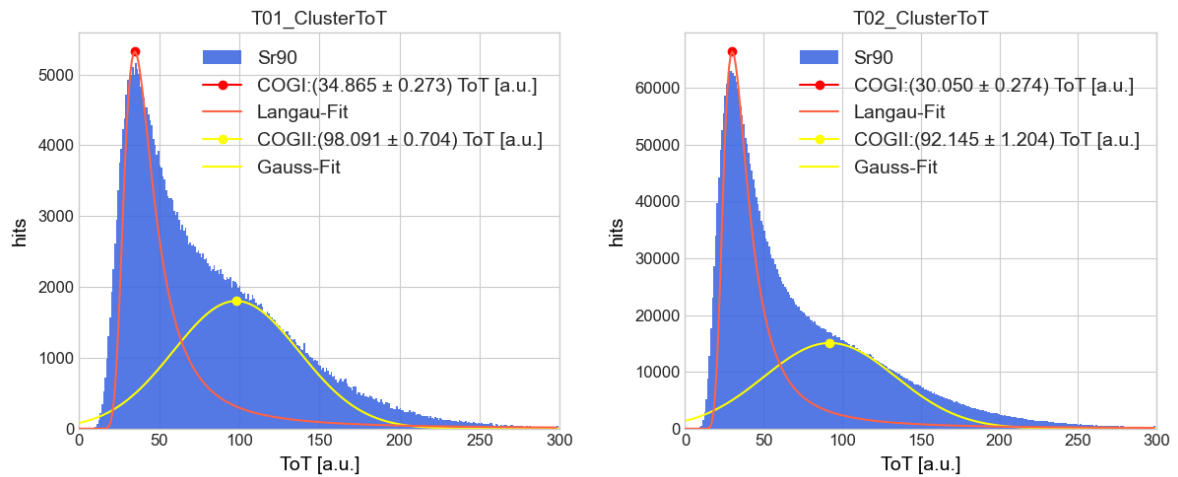 T01_ClusterToT
Sr90
COGI:(34.865 ± 0.273) ToT [a.u.]
Langau-Fit
COGII:(98.091 ± 0.704) ToT [a.u.]
Gauss-Fit
hits
5000
4000
3000
2000
1000
0
0 50 100 150 200 250 300
ToT [a.u.]
T02_ClusterToT
Sr90
COGI:(30.050 ± 0.274) ToT [a.u.]
Langau-Fit
COGII:(92.145 ± 1.204) ToT [a.u.]
Gauss-Fit
hits
60000
50000
40000
30000
20000
10000
0
0 50 100 150 200 250 300
ToT [a.u.]